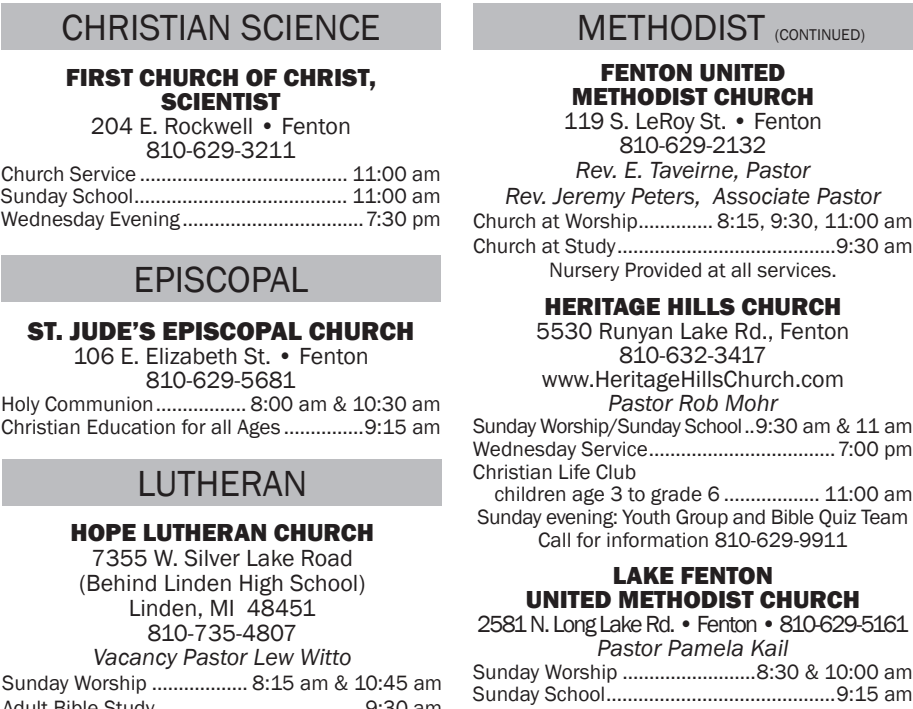 CHRISTIAN SCIENCE
FIRST CHURCH OF CHRIST,
SCIENTIST
204 E. Rockwell • Fenton
810-629-3211
Church Service ....................................... 11:00 am
Sunday School........................................ 11:00 am
Wednesday Evening..................................7:30 pm
EPISCOPAL
ST. JUDE'S EPISCOPAL CHURCH
106 E. Elizabeth St. • Fenton
810-629-5681
Holy Communion................. 8:00 am & 10:30 am
Christian Education for all Ages ...............9:15 am
LUTHERAN
HOPE LUTHERAN CHURCH
7355 W. Silver Lake Road
(Behind Linden High School)
Linden, MI 48451
810-735-4807
Vacancy Pastor Lew Witto
Sunday Worship .................. 8:15 am & 10:45 am
Adult Bible Study.......................................9:30 am
METHODIST (CONTINUED)
FENTON UNITED
METHODIST CHURCH
119 S. LeRoy St. • Fenton
810-629-2132
Rev. E. Taveirne, Pastor
Rev. Jeremy Peters, Associate Pastor
Church at Worship.............. 8:15, 9:30, 11:00 am
Church at Study.........................................9:30 am
Nursery Provided at all services.
HERITAGE HILLS CHURCH
5530 Runyan Lake Rd., Fenton
810-632-3417
www.HeritageHillsChurch.com
Pastor Rob Mohr
Sunday Worship/Sunday School..9:30 am & 11 am
Wednesday Service................................... 7:00 pm
Christian Life Club
children age 3 to grade 6 .................. 11:00 am
Sunday evening: Youth Group and Bible Quiz Team
Call for information 810-629-9911
LAKE FENTON
UNITED METHODIST CHURCH
2581 N. Long Lake Rd. • Fenton • 810-629-5161
Pastor Pamela Kail
Sunday Worship .........................8:30 & 10:00 am
Sunday School...........................................9:15 am